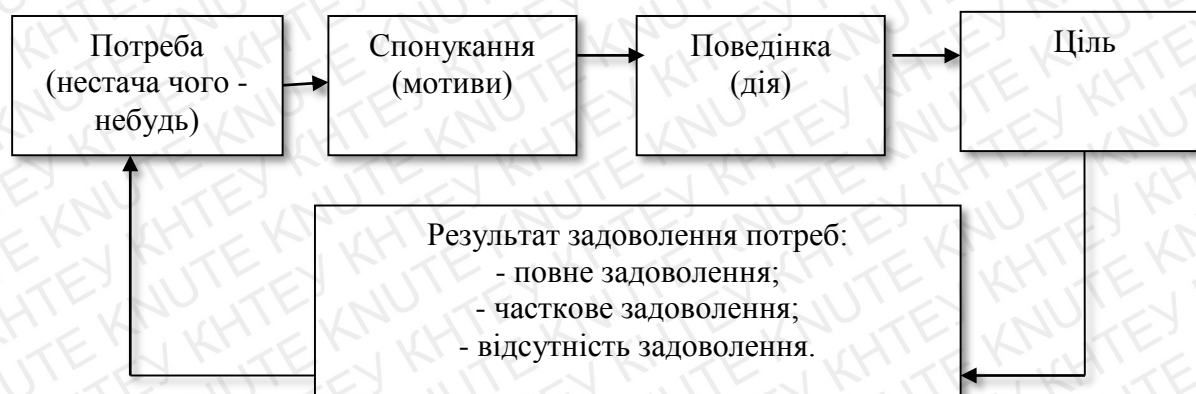 Потреба
(нестача чого -
небудь)
Спонукання
(мотиви)
Поведінка
(дія)
Ціль
Результат задоволення потреб:
- повне задоволення;
- часткове задоволення;
- відсутність задоволення.